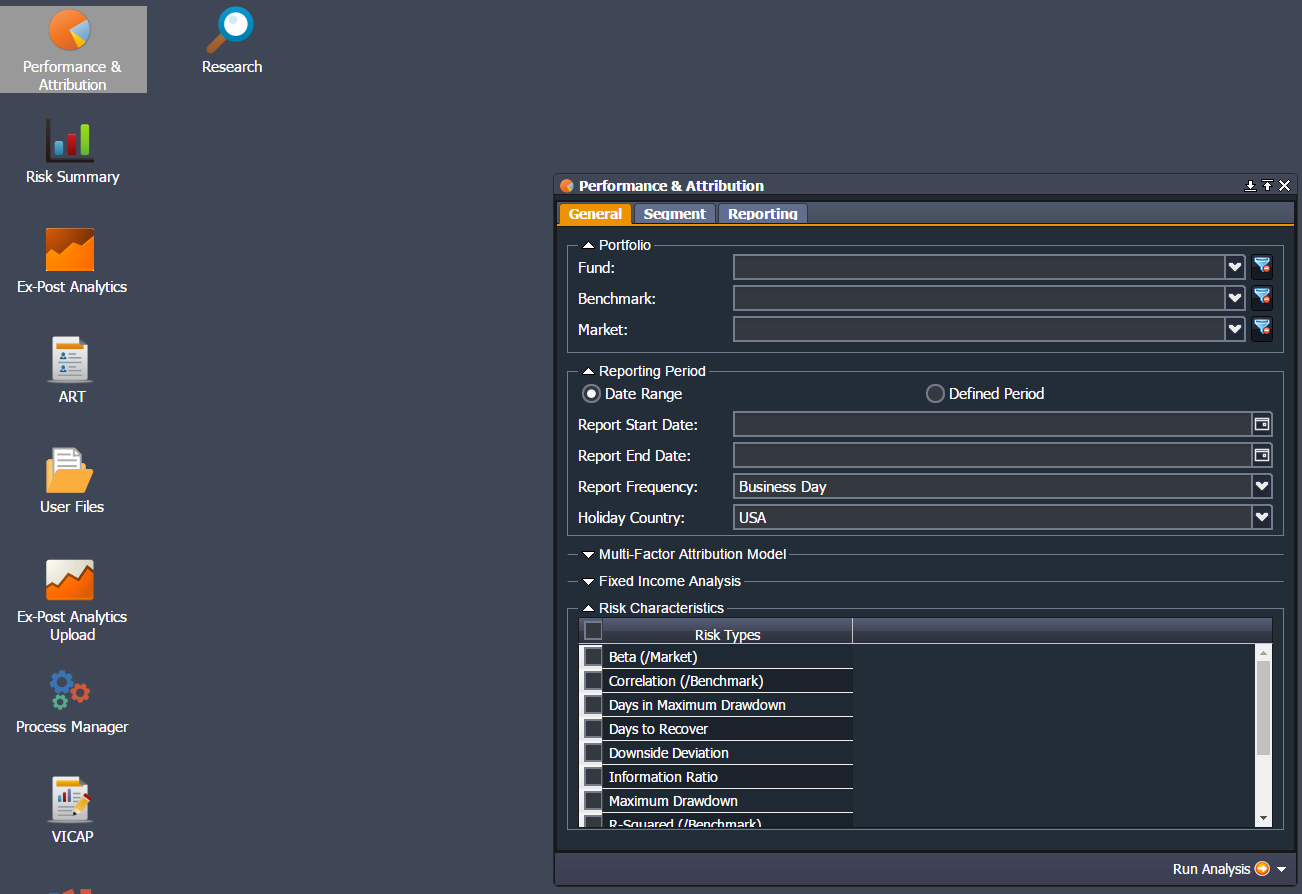 Performance &
Attribution
Research
Risk Summary
Ex-Post Analytics
ART
User Files
Ex-Post Analytics
Upload
Process Manager
VICAP
Performance & Attribution
General Segment Reporting
Portfolio
Fund:
Benchmark:
Market:
Reporting Period
Date Range Defined Period
Report Start Date:
Report End Date:
Report Frequency: Business Day
Holiday Country: USA
Multi-Factor Attribution Model
Fixed Income Analysis
Risk Characteristics
Risk Types
Beta (/Market)
Correlation (/Benchmark)
Days in Maximum Drawdown
Days to Recover
Downside Deviation
Information Ratio
Maximum Drawdown
R-Squared (/Benchmark)
Run Analysis